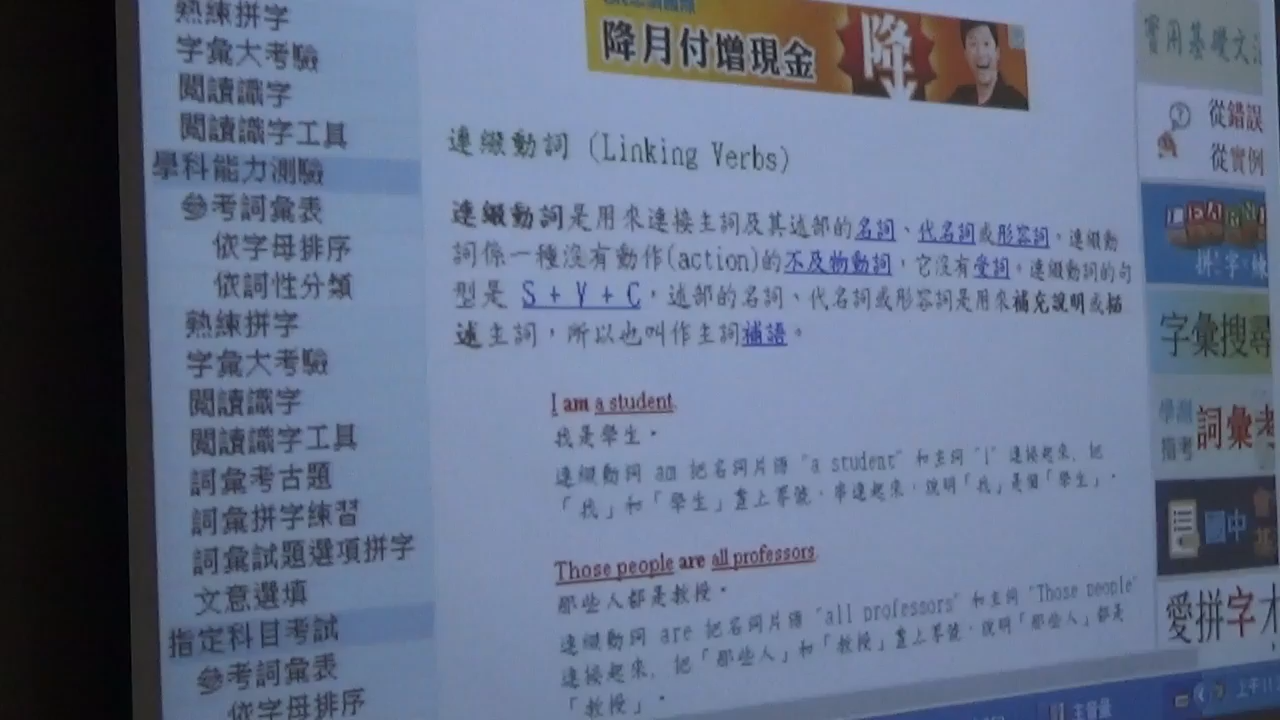 熟練拼字
字彙大考驗
閱讀識字
閱讀識字工具
學科能力測驗
參考詞彙表
依字母排序
依詞性分類
熟練拼字
字彙大考驗
閱讀識字
閱讀識字工具
詞彙考古題
詞彙拼字練習
詞彙試題選項拼字
文意選填
指定科目考試
參考詞彙表
依字母排序
降月付增現金
降
連綴動詞 (Linking Verbs)
連綴動詞是用來連接主詞及其述部的名詞、代名詞或形容詞。連綴動
詞係一種沒有動作(action)的不及物動詞，它沒有受詞。連綴動詞的句
型是 S + V + C，述部的名詞、代名詞或形容詞是用來補充說明或描
述主詞，所以也叫作主詞補語。
I am a student.
我是學生。
連綴動詞 am 把名詞片語 "a student" 和主詞 "I" 連接起來，把
「我」和「學生」畫上等號，串連起來，說明「我」是個「學生」。
Those people are all professors.
那些人都是教授。
連綴動詞 are 把名詞片語 "all professors" 和主詞 "Those people"
連接起來，把「那些人」和「教授」畫上等號，說明「那些人」都是
「教授」。
實用基礎文法
從錯誤
從實例
LEARN
拼字
字彙搜尋
學測
指考
詞彙考
國中
愛拼字
上午11